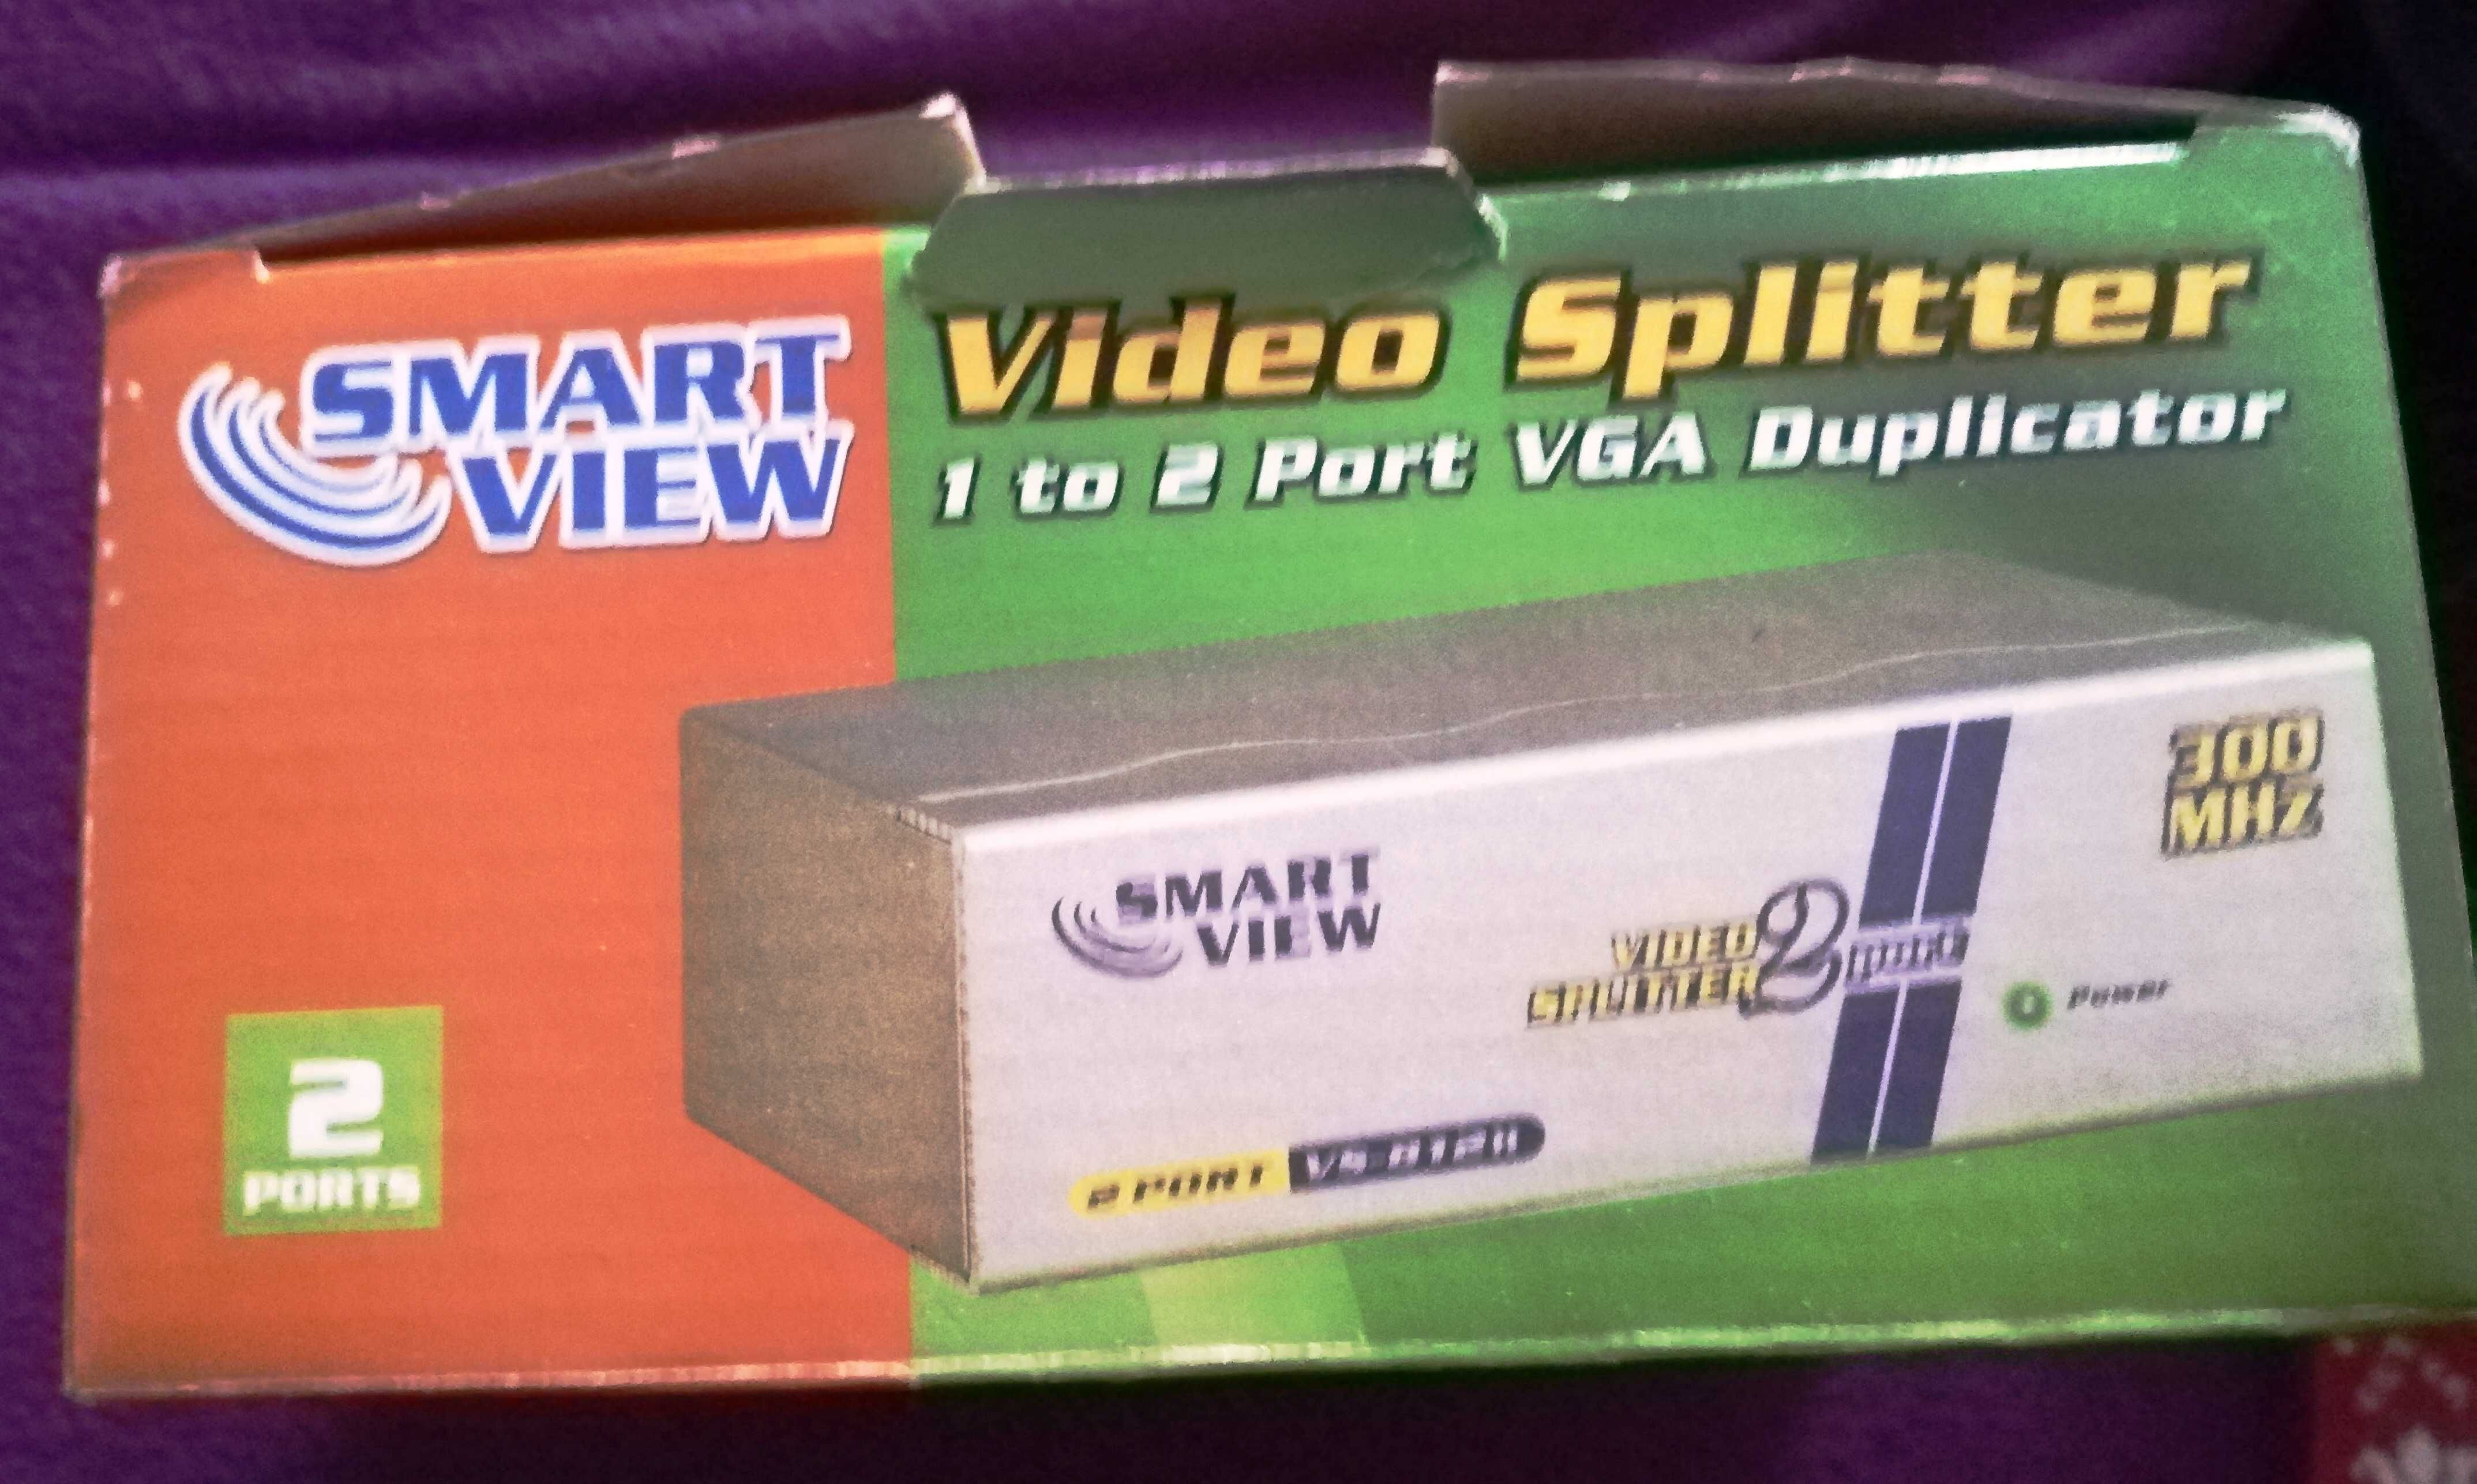 SMART
VIEW
Video Splitter
1 to 2 Port VGA Duplicator
300
MHz
SMART
VIEW
VIDEO
SPLITTER
2
Power
2 PORT
2
PORTS